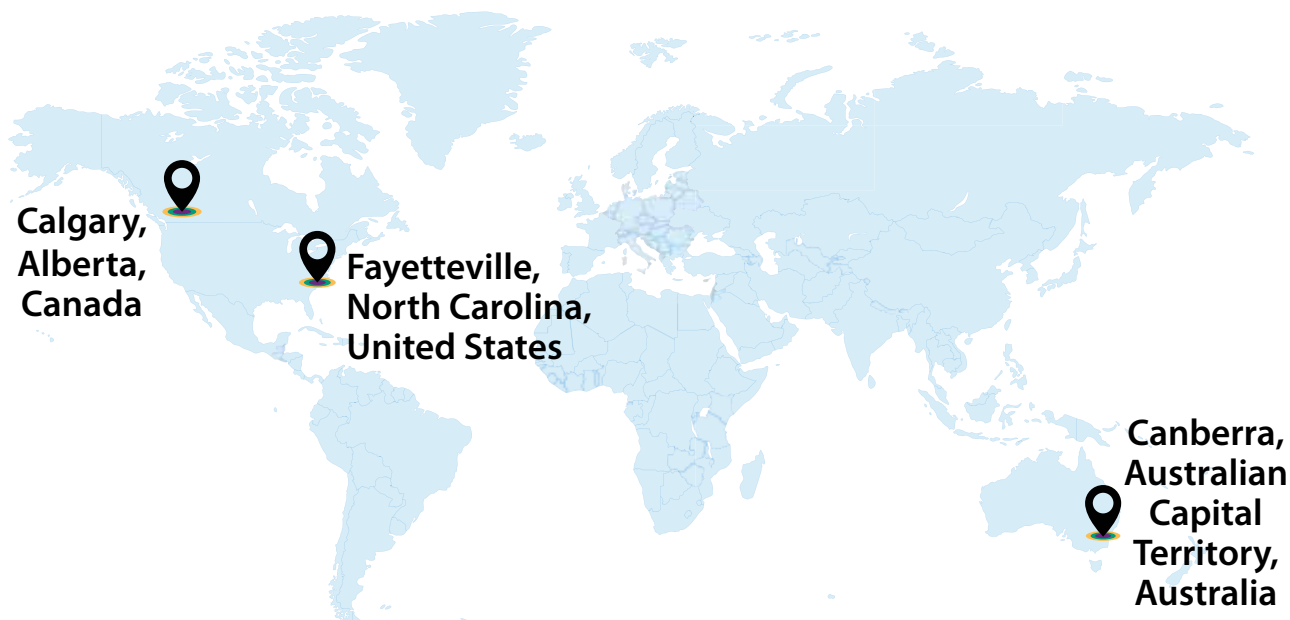 Calgary,
Alberta,
Canada
Fayetteville,
North Carolina,
United States
Canberra,
Australian
Capital
Territory,
Australia